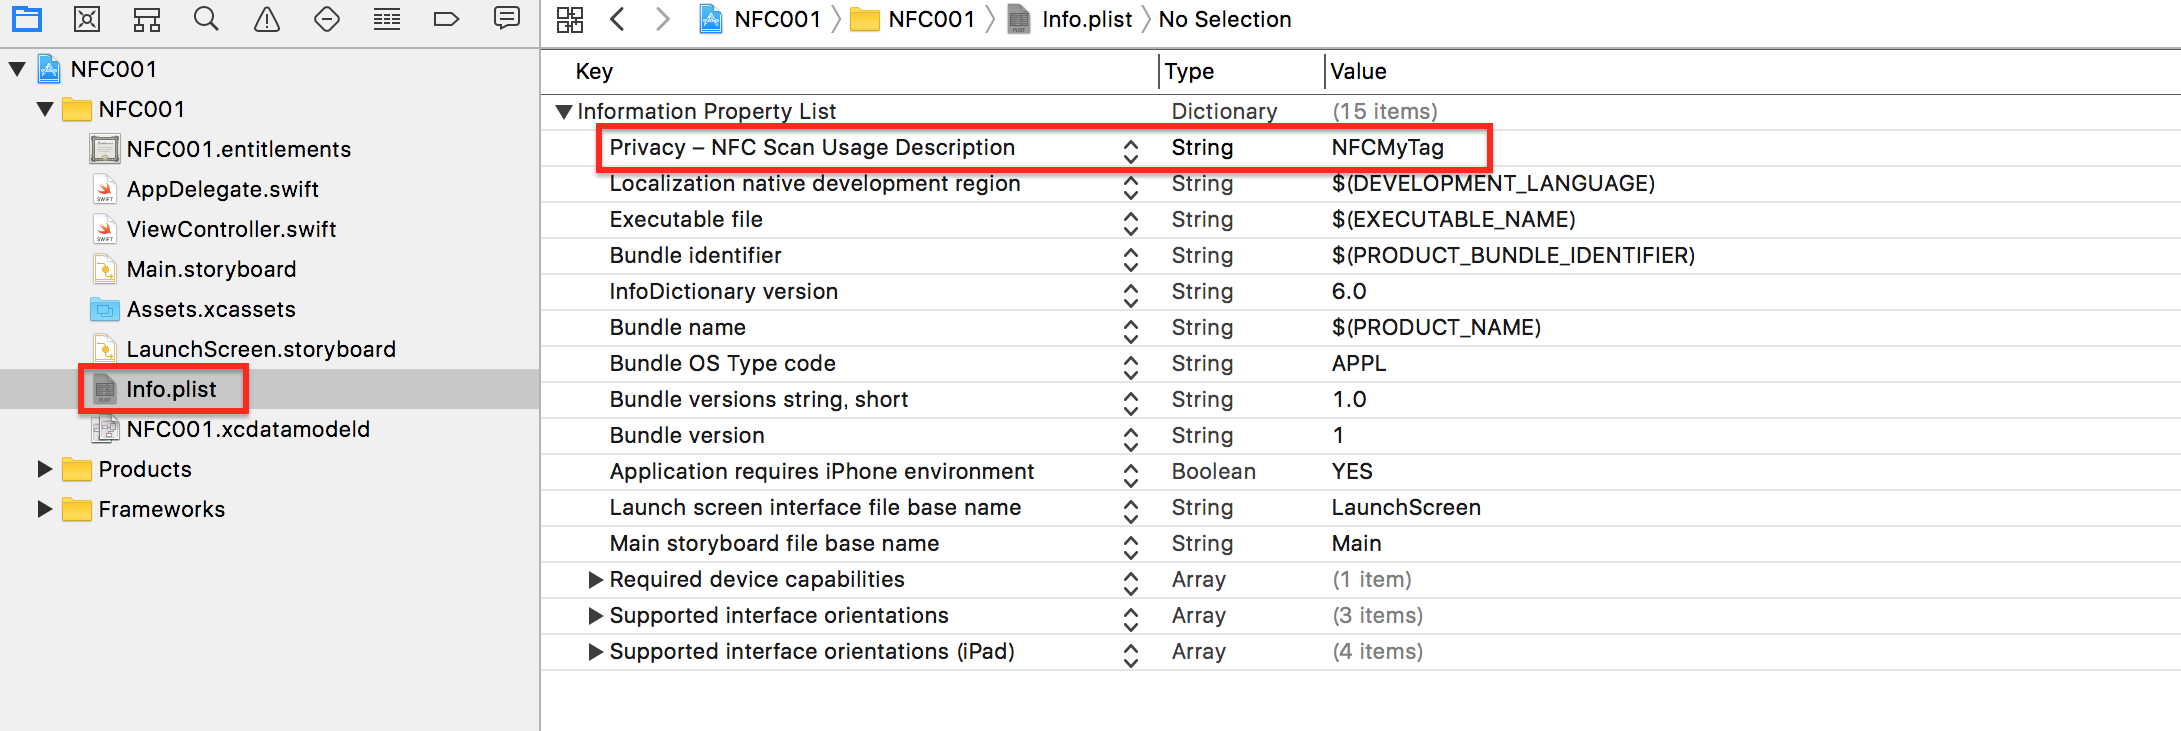 NFC001
NFC001
NFC001.entitlements
AppDelegate.swift
ViewController.swift
Main.storyboard
Assets.xcassets
LaunchScreen.storyboard
Info.plist
NFC001.xcdatamodeld
Products
Frameworks
NFC001 NFC001 Info.plist No Selection
Key Type Value
Information Property List Dictionary (15 items)
Privacy – NFC Scan Usage Description String NFCMyTag
Localization native development region String $(DEVELOPMENT_LANGUAGE)
Executable file String $(EXECUTABLE_NAME)
Bundle identifier String $(PRODUCT_BUNDLE_IDENTIFIER)
InfoDictionary version String 6.0
Bundle name String $(PRODUCT_NAME)
Bundle OS Type code String APPL
Bundle versions string, short String 1.0
Bundle version String 1
Application requires iPhone environment Boolean YES
Launch screen interface file base name String LaunchScreen
Main storyboard file base name String Main
Required device capabilities Array (1 item)
Supported interface orientations Array (3 items)
Supported interface orientations (iPad) Array (4 items)